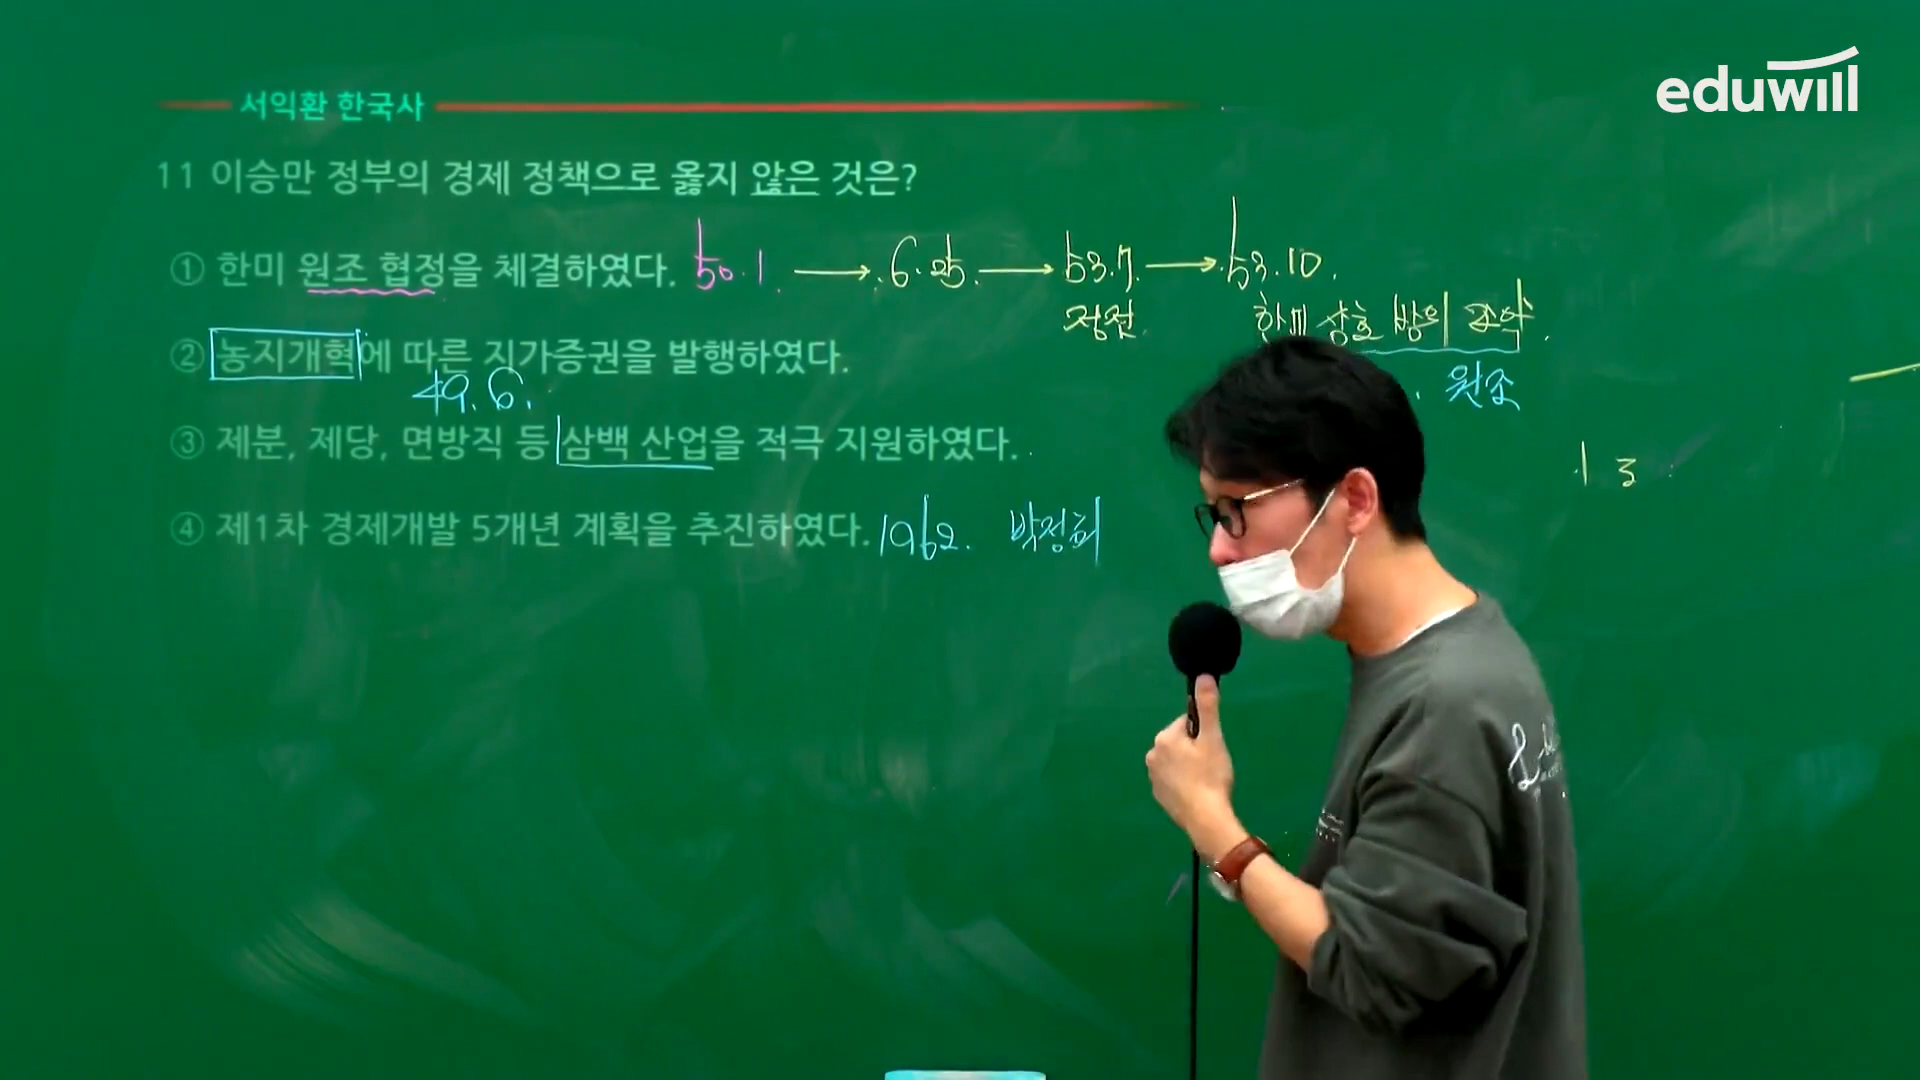 eduwill
서익환 한국사
11 이승만 정부의 경제 정책으로 옳지 않은 것은?
① 한미 원조 협정을 체결하였다. 50.1 → 6.25. → 53.7. → 53.10.
정전. 한미 상호 방위 조약.
② 농지개혁에 따른 지가증권을 발행하였다.
49.6. 원조
③ 제분, 제당, 면방직 등 삼백 산업을 적극 지원하였다.
④ 제1차 경제개발 5개년 계획을 추진하였다. 1962. 박정희